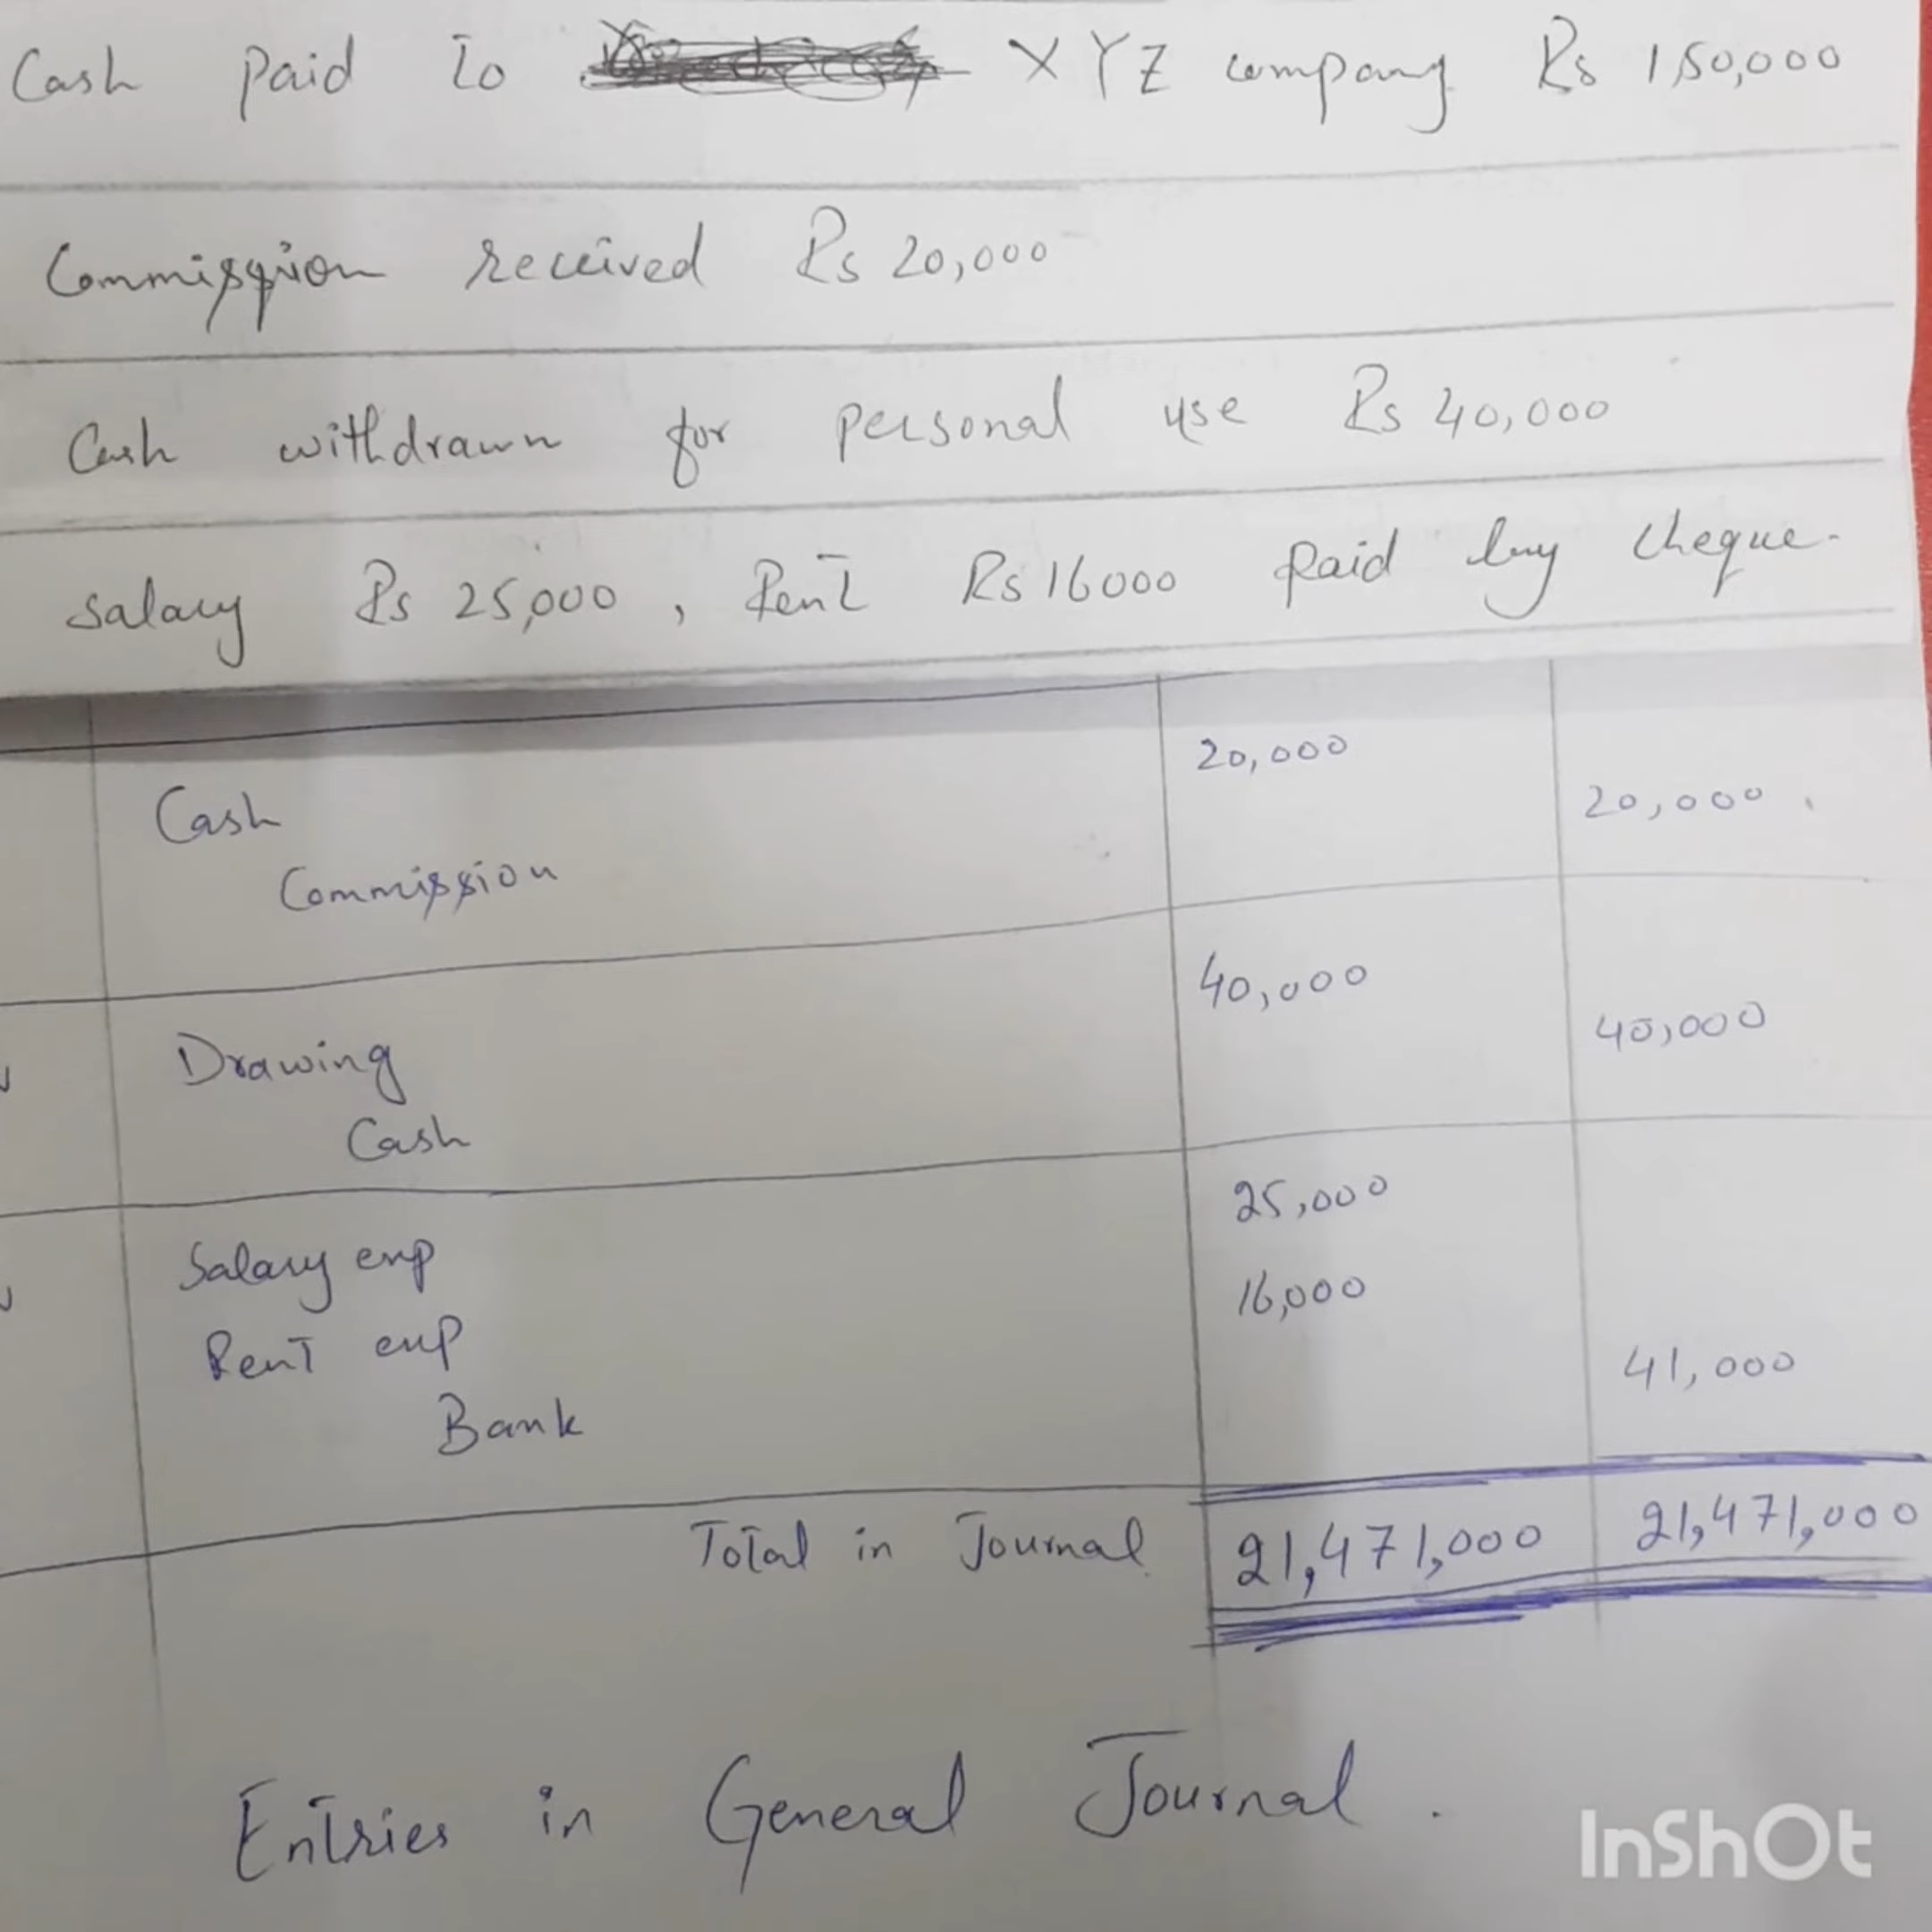 Cash paid to XYZ company Rs 1,50,000
Commission received Rs 20,000
Cash withdrawn for personal use Rs 40,000
Salary Rs 25,000, Rent Rs 16000 paid by cheque.
Cash 20,000
Commission 20,000
Drawing 40,000
Cash 40,000
Salary exp 25,000
Rent exp 16,000
Bank 41,000
Total in Journal 21,471,000 21,471,000
Entries in General Journal.
InShOt